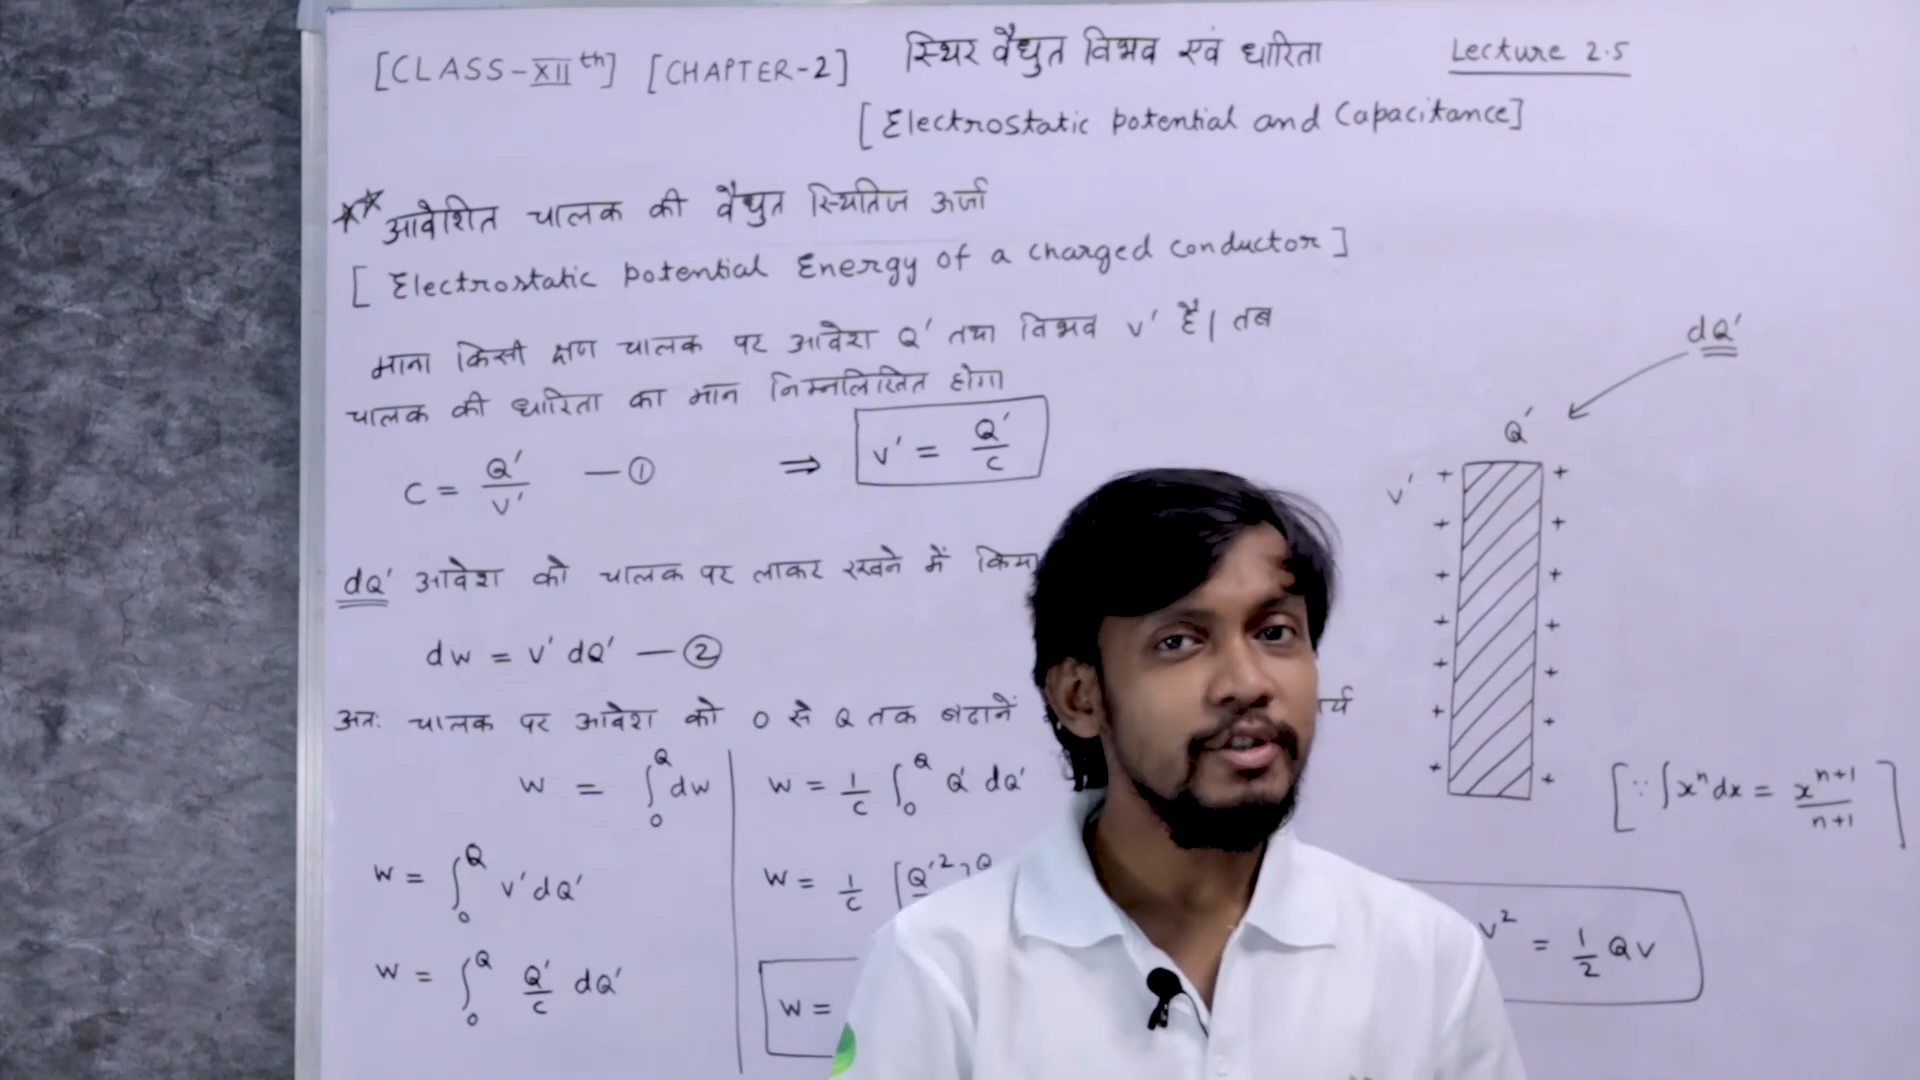 [CLASS-XIIth] [CHAPTER-2] स्थिर वैधुत विभव एवं धारिता Lecture 2.5
[Electrostatic potential and Capacitance]
** आवेशित चालक की वैधुत स्थितिज ऊर्जा
[Electrostatic potential Energy of a charged conductor]
माना किसी क्षण चालक पर आवेश Q' तथा विभव v' है। तब
चालक की धारिता का मान निम्नलिखित होगा
C = Q'/V' — ① ⇒ v' = Q'/C
dQ' आवेश को चालक पर लाकर रखने में
dw = v' dQ' — ②
अतः चालक पर आवेश को 0 से Q तक बढाने
W = ∫₀^Q dw
W = ∫₀^Q v' dQ'
W = ∫₀^Q Q'/C dQ'
W = 1/C ∫₀^Q Q' dQ'
W = 1/C [Q'²]^Q
W =
v² = 1/2 QV
dQ'
Q'
V'
+ + + + + + +
+ + + + + + +
[∵ ∫xⁿdx = xⁿ⁺¹/n+1]